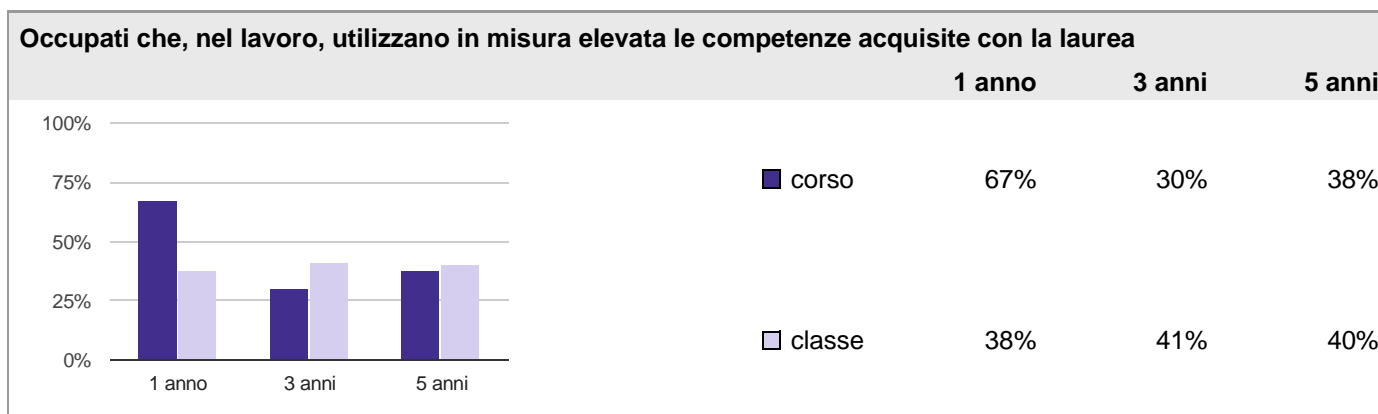 Occupati che, nel lavoro, utilizzano in misura elevata le competenze acquisite con la laurea
1 anno 3 anni 5 anni
100%
75%
50%
25%
0%
1 anno 3 anni 5 anni
corso 67% 30% 38%
classe 38% 41% 40%